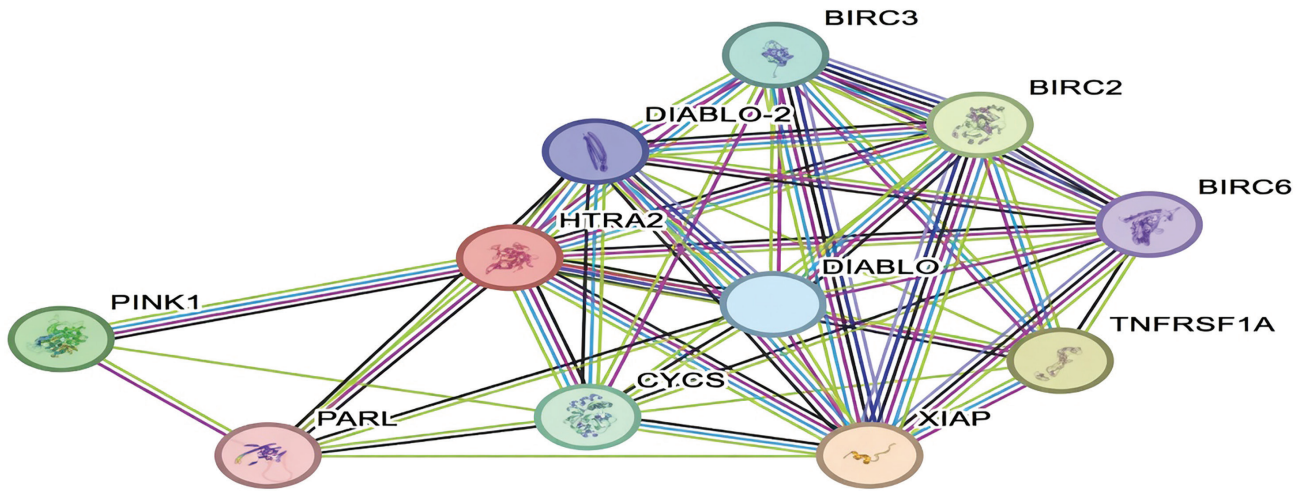 BIRC3
BIRC2
DIABLO-2
BIRC6
HTRA2
DIABLO
PINK1
TNFRSF1A
CYCS
PARL
XIAP